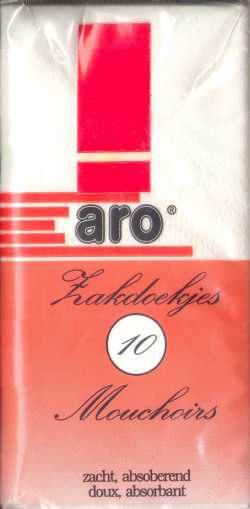 aro®
Zakdoekjes
10
Mouchoirs
zacht, absoberend
doux, absorbant